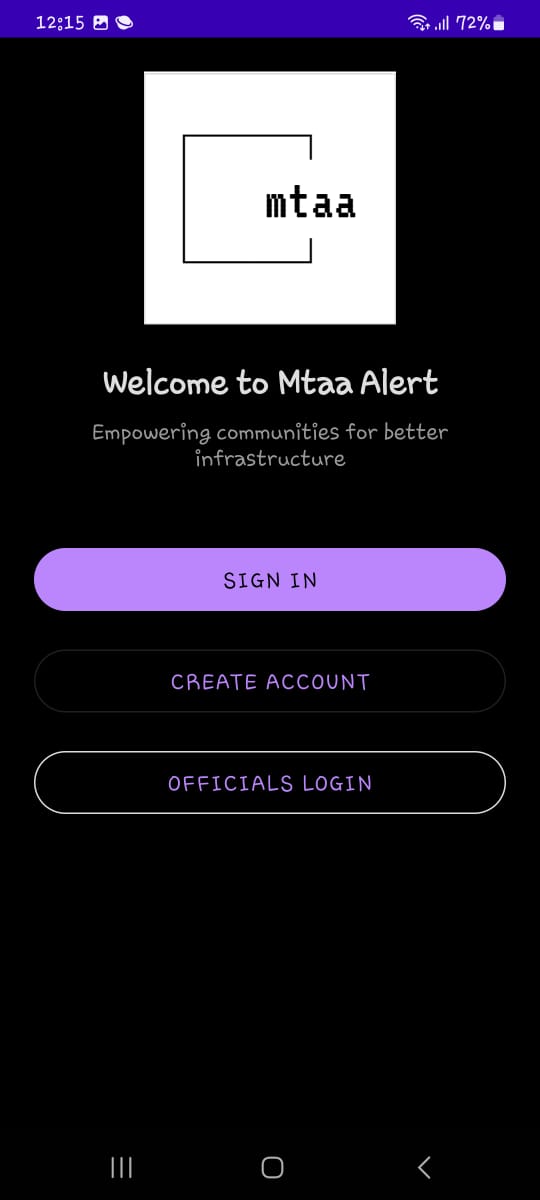 12:15 72%
mtaa
Welcome to Mtaa Alert
Empowering communities for better
infrastructure
SIGN IN
CREATE ACCOUNT
OFFICIALS LOGIN